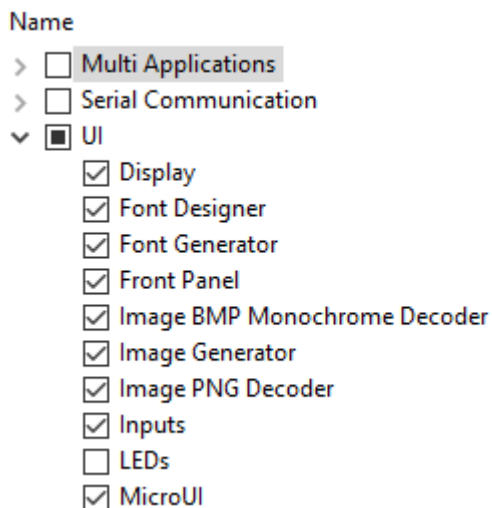 Name
Multi Applications
Serial Communication
UI
Display
Font Designer
Font Generator
Front Panel
Image BMP Monochrome Decoder
Image Generator
Image PNG Decoder
Inputs
LEDs
MicroUI